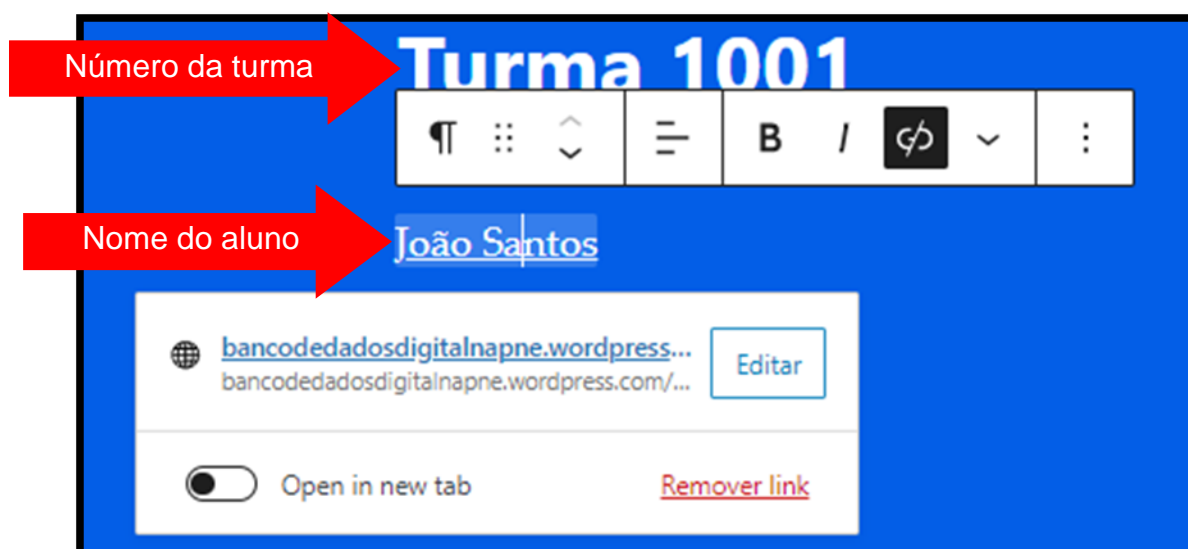 Número da turma
Turma 1001
B I
Nome do aluno
João Santos
bancodedadosdigitalnapne.wordpress...
bancodedadosdigitalnapne.wordpress.com/...
Editar
Open in new tab
Remover link